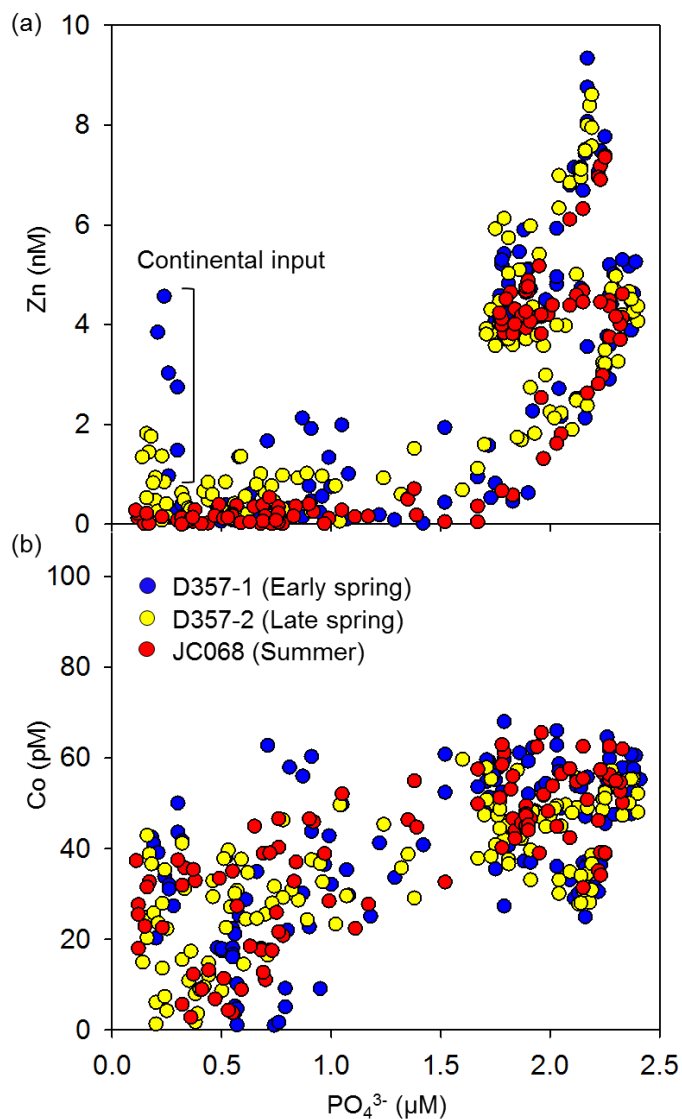 (a)
10
8
6
4
2
0
Zn (nM)
Continental input
(b)
100
80
60
40
20
0
Co (pM)
D357-1 (Early spring)
D357-2 (Late spring)
JC068 (Summer)
0.0 0.5 1.0 1.5 2.0 2.5
PO₄³⁻ (µM)